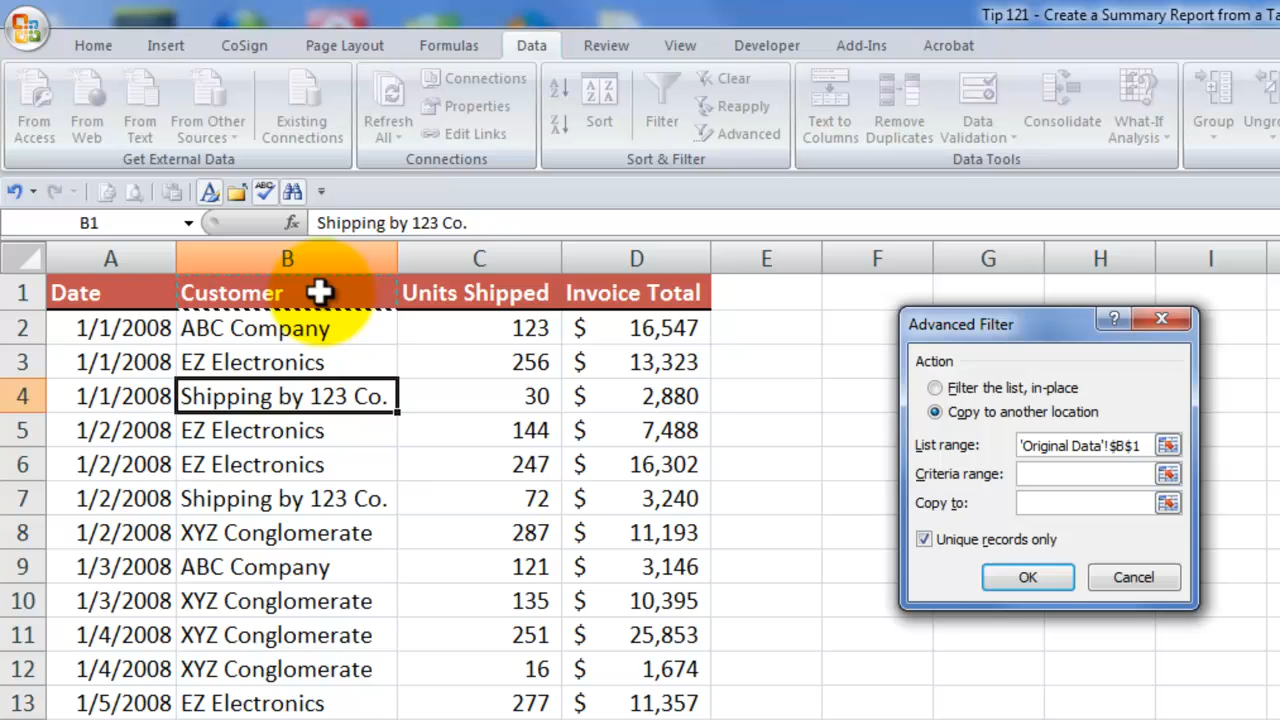 Tip 121 - Create a Summary Report from a Ta
Home Insert CoSign Page Layout Formulas Data Review View Developer Add-Ins Acrobat
From Access
From Web
From Text
From Other Sources
Existing Connections
Get External Data
Refresh All
Connections
Properties
Edit Links
Connections
Sort
Filter
Clear
Reapply
Advanced
Sort & Filter
Text to Columns
Remove Duplicates
Data Validation
Consolidate
What-If Analysis
Data Tools
Group
Ungr
B1 fx Shipping by 123 Co.
A B C D E F G H I
1 Date Customer Units Shipped Invoice Total
2 1/1/2008 ABC Company 123 $ 16,547
3 1/1/2008 EZ Electronics 256 $ 13,323
4 1/1/2008 Shipping by 123 Co. 30 $ 2,880
5 1/2/2008 EZ Electronics 144 $ 7,488
6 1/2/2008 EZ Electronics 247 $ 16,302
7 1/2/2008 Shipping by 123 Co. 72 $ 3,240
8 1/2/2008 XYZ Conglomerate 287 $ 11,193
9 1/3/2008 ABC Company 121 $ 3,146
10 1/3/2008 XYZ Conglomerate 135 $ 10,395
11 1/4/2008 XYZ Conglomerate 251 $ 25,853
12 1/4/2008 XYZ Conglomerate 16 $ 1,674
13 1/5/2008 EZ Electronics 277 $ 11,357
Advanced Filter
Action
Filter the list, in-place
Copy to another location
List range: 'Original Data'!$B$1
Criteria range:
Copy to:
Unique records only
OK Cancel